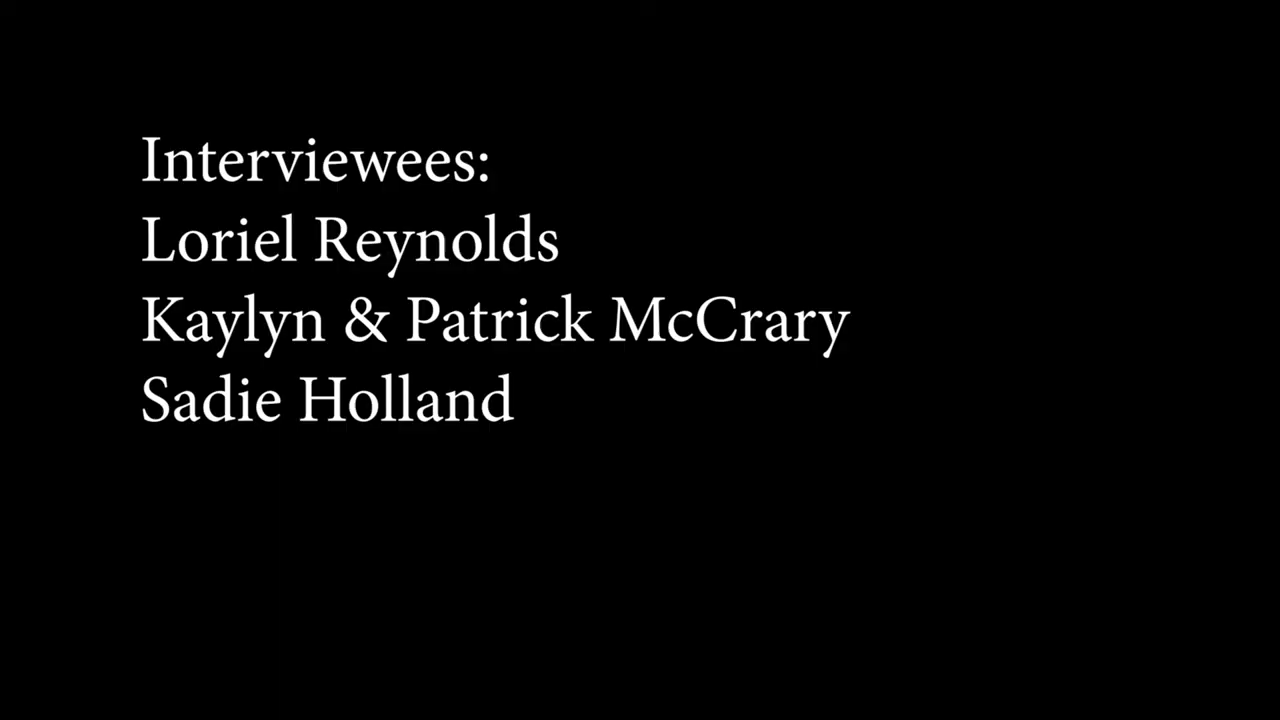 Interviewees:
Loriel Reynolds
Kaylyn & Patrick McCrary
Sadie Holland